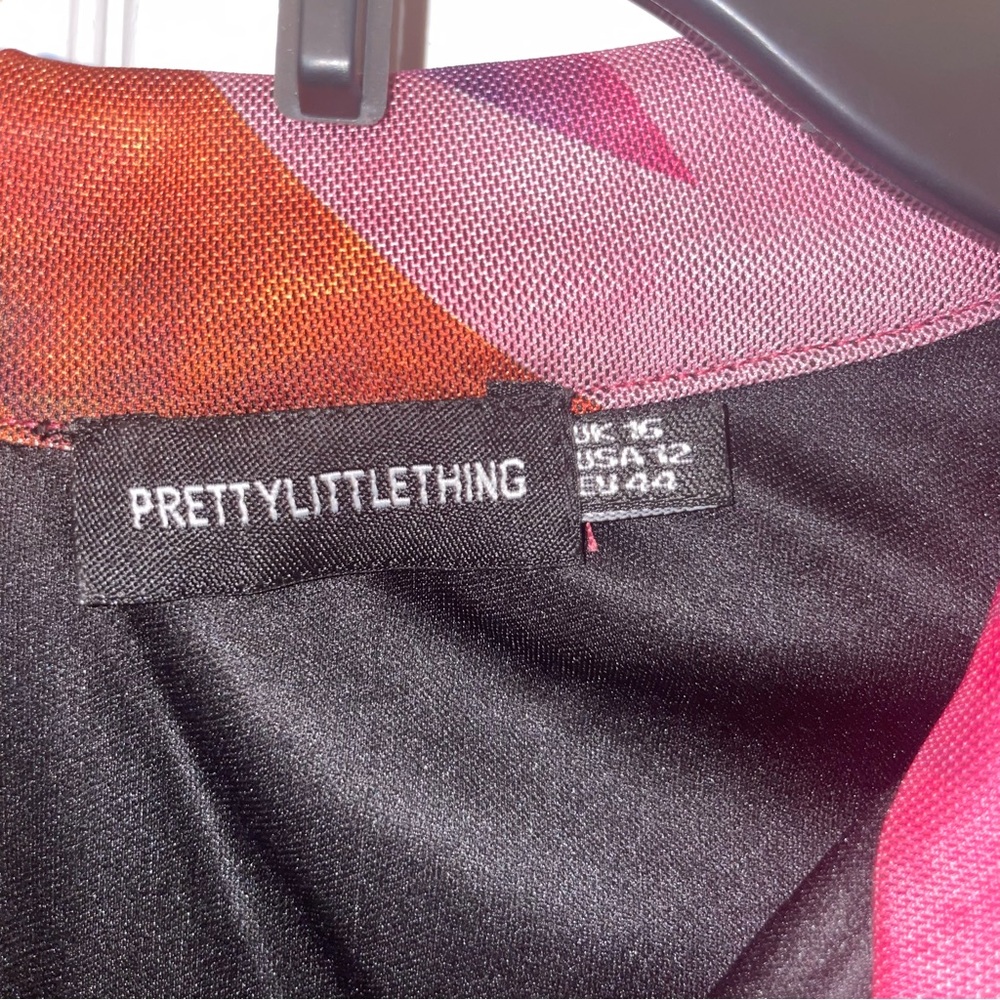 PRETTYLITTLETHING
UK 16
USA 12
EU 44